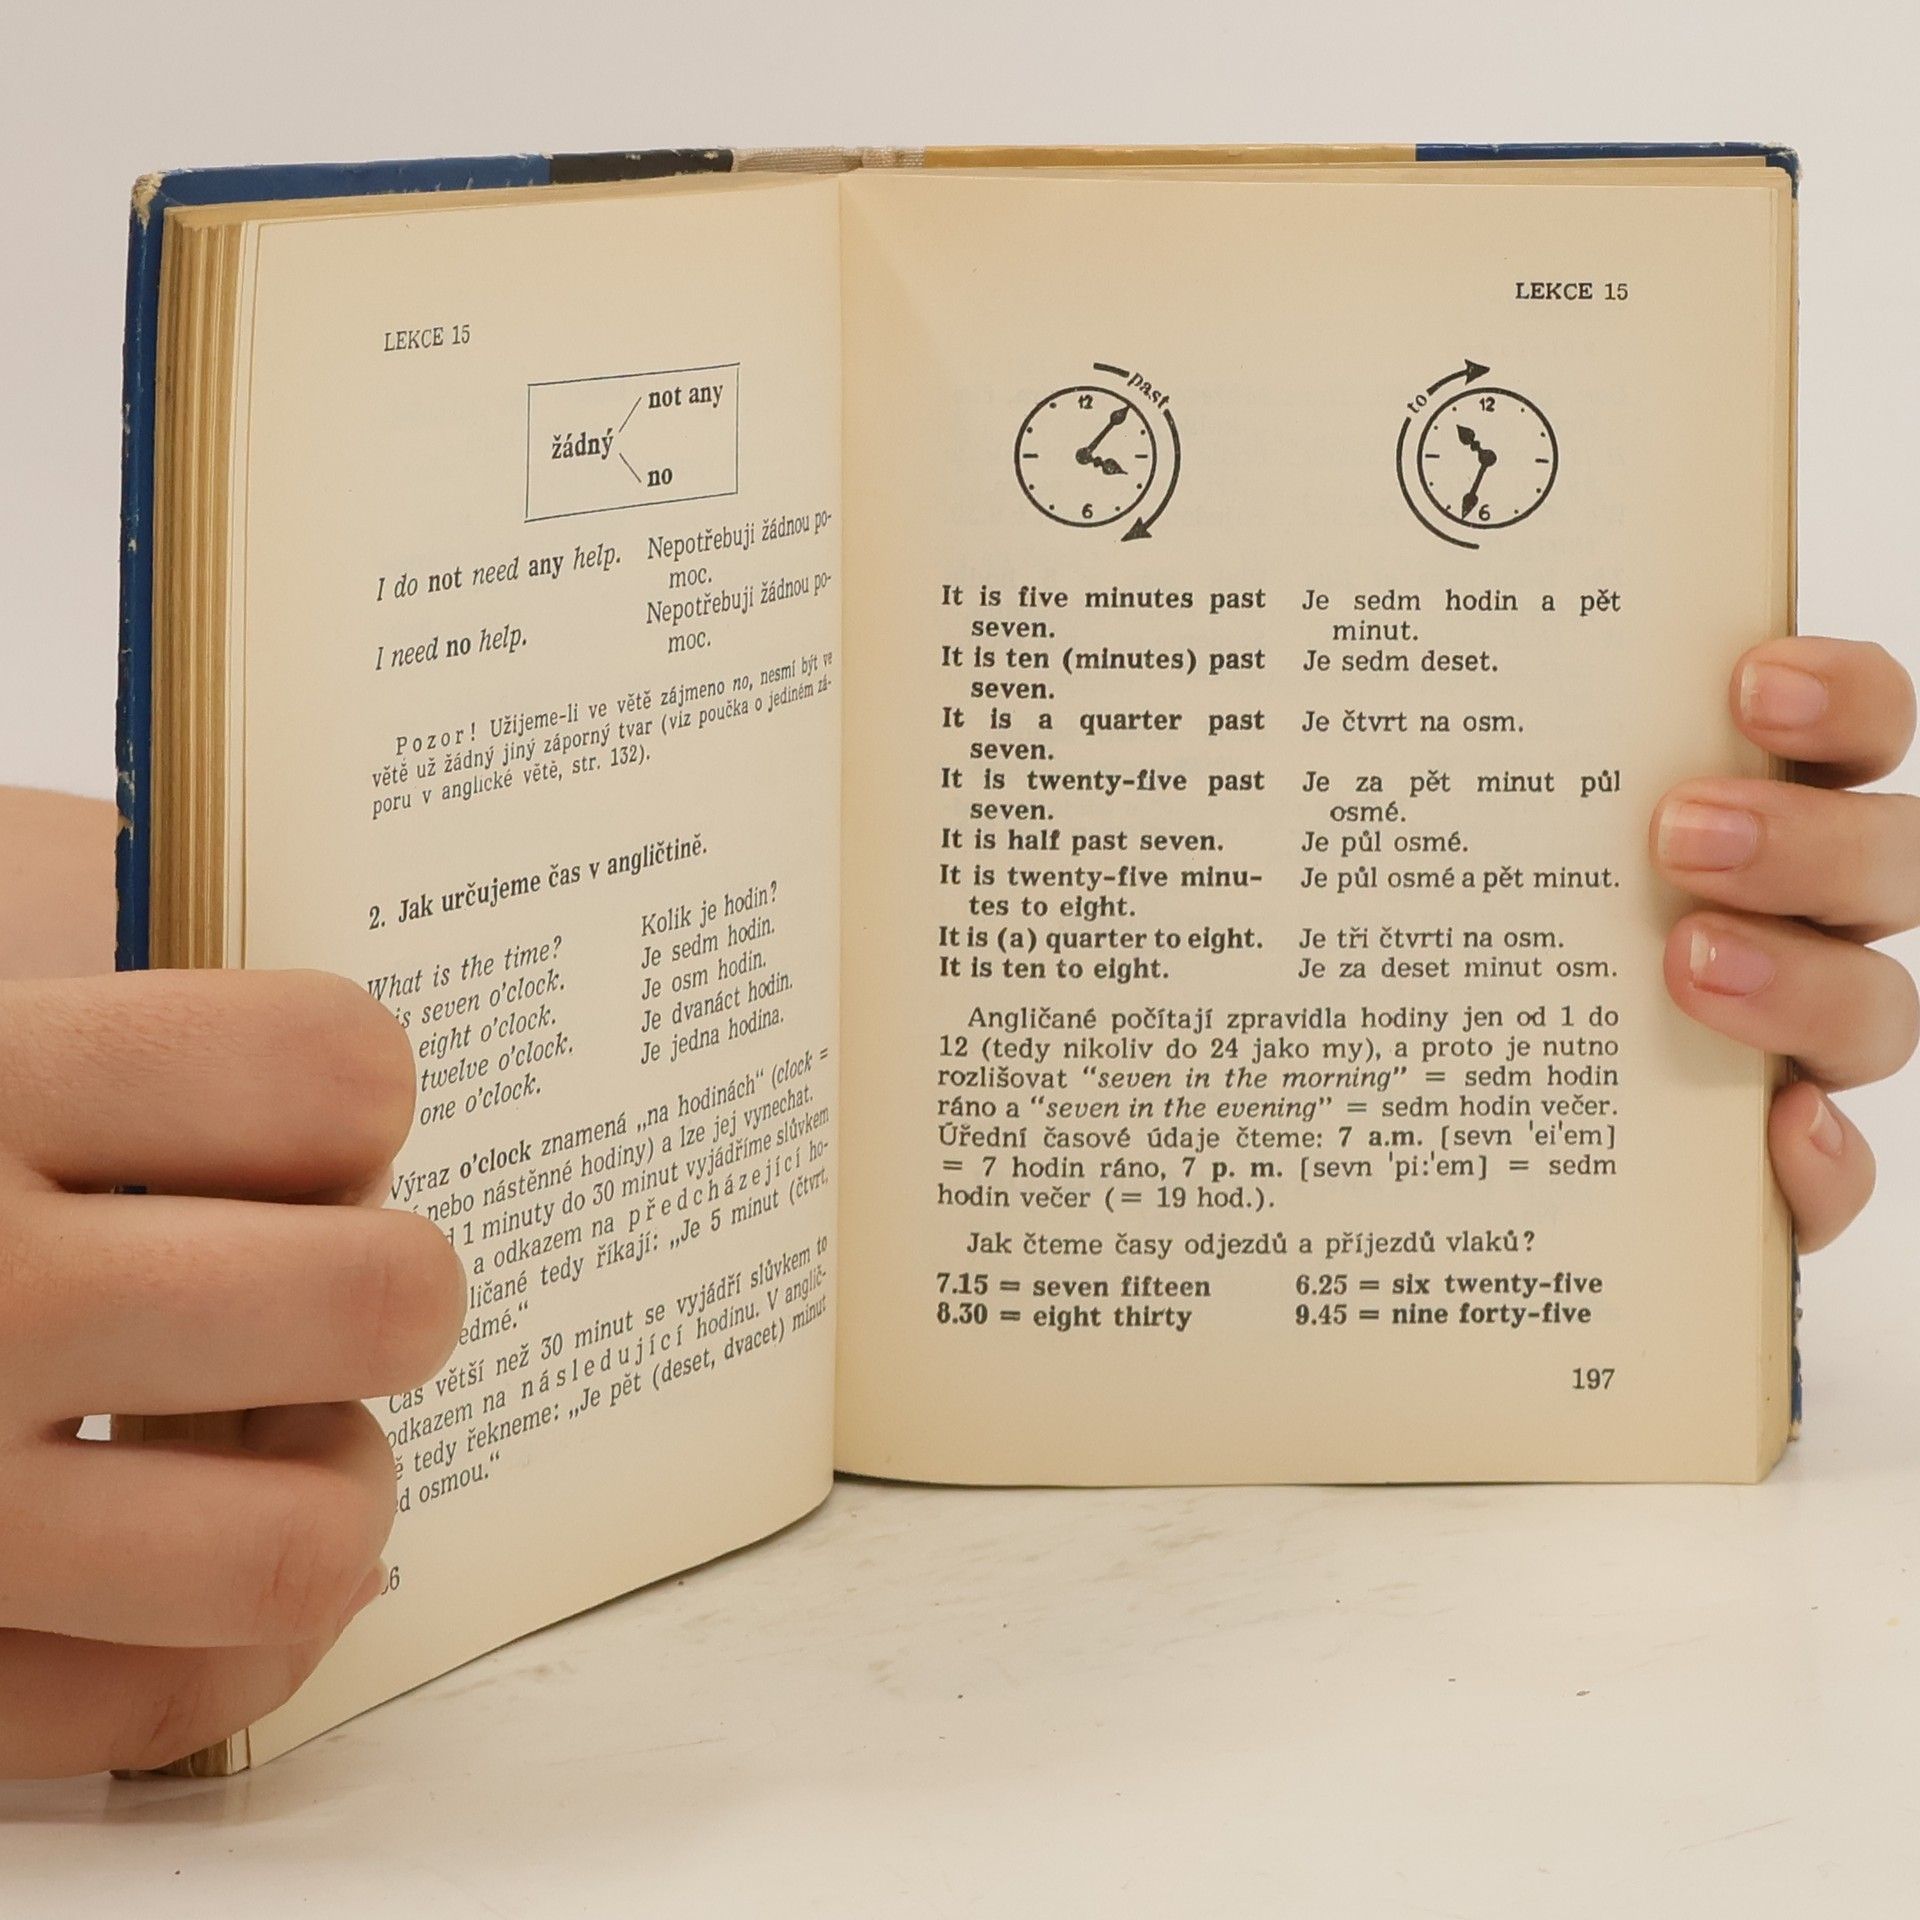 LEKCE 15
not any
žádný
no
I do not need any help. Nepotřebuji žádnou po-
moc.
I need no help. Nepotřebuji žádnou po-
moc.
Pozor! Užijeme-li ve větě zájmeno no, nesmí být ve
větě už žádný jiný záporný tvar (viz poučka o jediném zá-
poru v anglické větě, str. 132).
2. Jak určujeme čas v angličtině.
What is the time? Kolik je hodin?
is seven o'clock. Je sedm hodin.
eight o'clock. Je osm hodin.
twelve o'clock. Je dvanáct hodin.
one o'clock. Je jedna hodina.
Výraz o'clock znamená „na hodinách“ (clock =
nebo nástěnné hodiny) a lze jej vynechat.
1 minuty do 30 minut vyjádříme slůvkem
a odkazem na předcházející ho-
říkají: „Je 5 minut (čtvrt,
tedy
Čas větší než 30 minut se vyjádří slůvkem to
odkazem na následující hodinu. V anglič-
tedy řekneme: „Je pět (deset, dvacet) minut
osmou.“
LEKCE 15
past
12
6
to
12
6
It is five minutes past Je sedm hodin a pět
seven. minut.
It is ten (minutes) past Je sedm deset.
seven.
It is a quarter past Je čtvrt na osm.
seven.
It is twenty-five past Je za pět minut půl
seven. osmé.
It is half past seven. Je půl osmé.
It is twenty-five minu- Je půl osmé a pět minut.
tes to eight.
It is (a) quarter to eight. Je tři čtvrti na osm.
It is ten to eight. Je za deset minut osm.
Angličané počítají zpravidla hodiny jen od 1 do
12 (tedy nikoliv do 24 jako my), a proto je nutno
rozlišovat “seven in the morning” = sedm hodin
ráno a “seven in the evening” = sedm hodin večer.
Úřední časové údaje čteme: 7 a.m. [sevn 'ei'em]
= 7 hodin ráno, 7 p. m. [sevn 'pi:'em] = sedm
hodin večer (= 19 hod.).
Jak čteme časy odjezdů a příjezdů vlaků?
7.15 = seven fifteen 6.25 = six twenty-five
8.30 = eight thirty 9.45 = nine forty-five
197